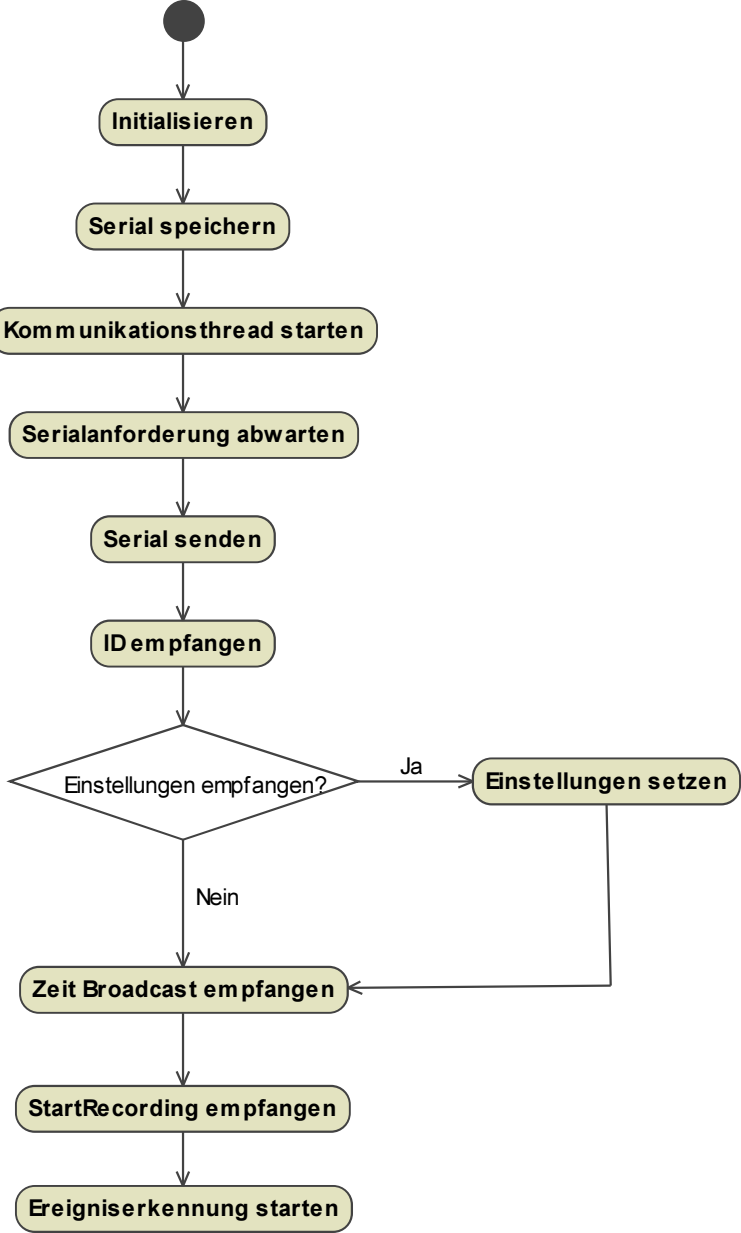 Initialisieren
Serial speichern
Kommunikationsthread starten
Serialanforderung abwarten
Serial senden
ID empfangen
Einstellungen empfangen?
Ja
Einstellungen setzen
Nein
Zeit Broadcast empfangen
StartRecording empfangen
Ereigniserkennung starten